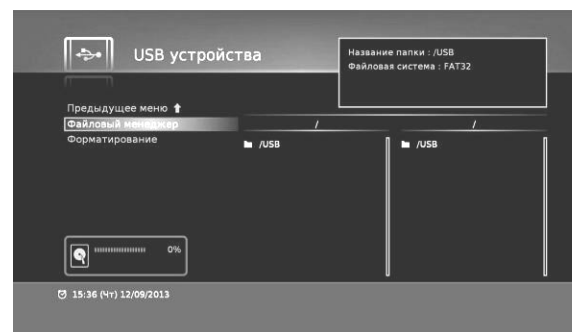 USB устройства
Название папки : /USB
Файловая система : FAT32
Предыдущее меню
Файловый менеджер
Форматирование
/
/
/USB
/USB
0%
15:36 (Чт) 12/09/2013